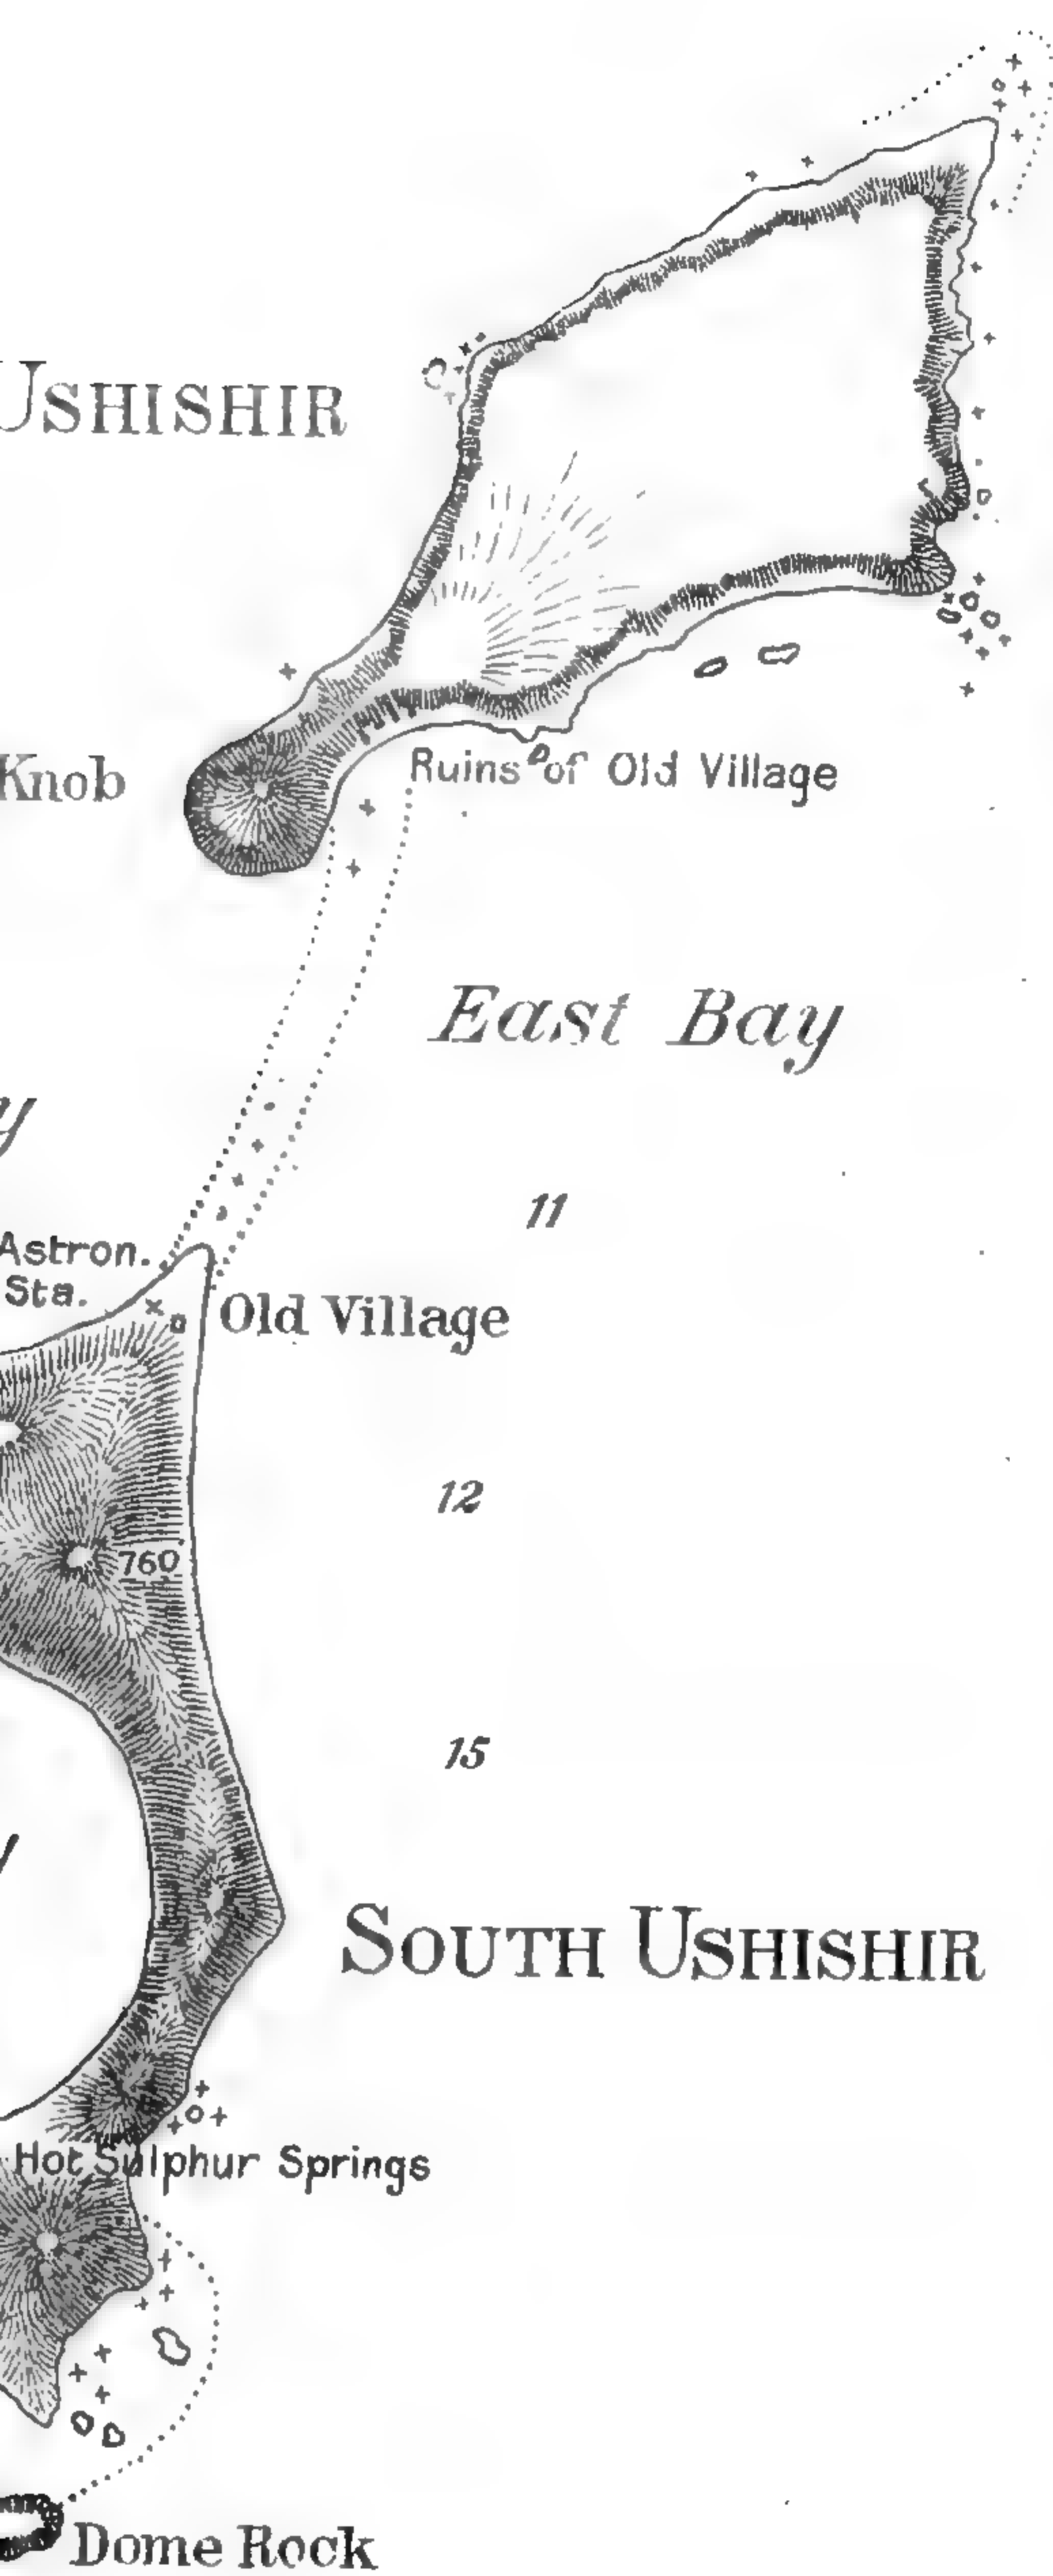 USHISHIR
Knob
Ruins of Old Village
East Bay
y
11
Astron.
Sta.
Old Village
12
760
15
y
SOUTH USHISHIR
Hot Sulphur Springs
Dome Rock